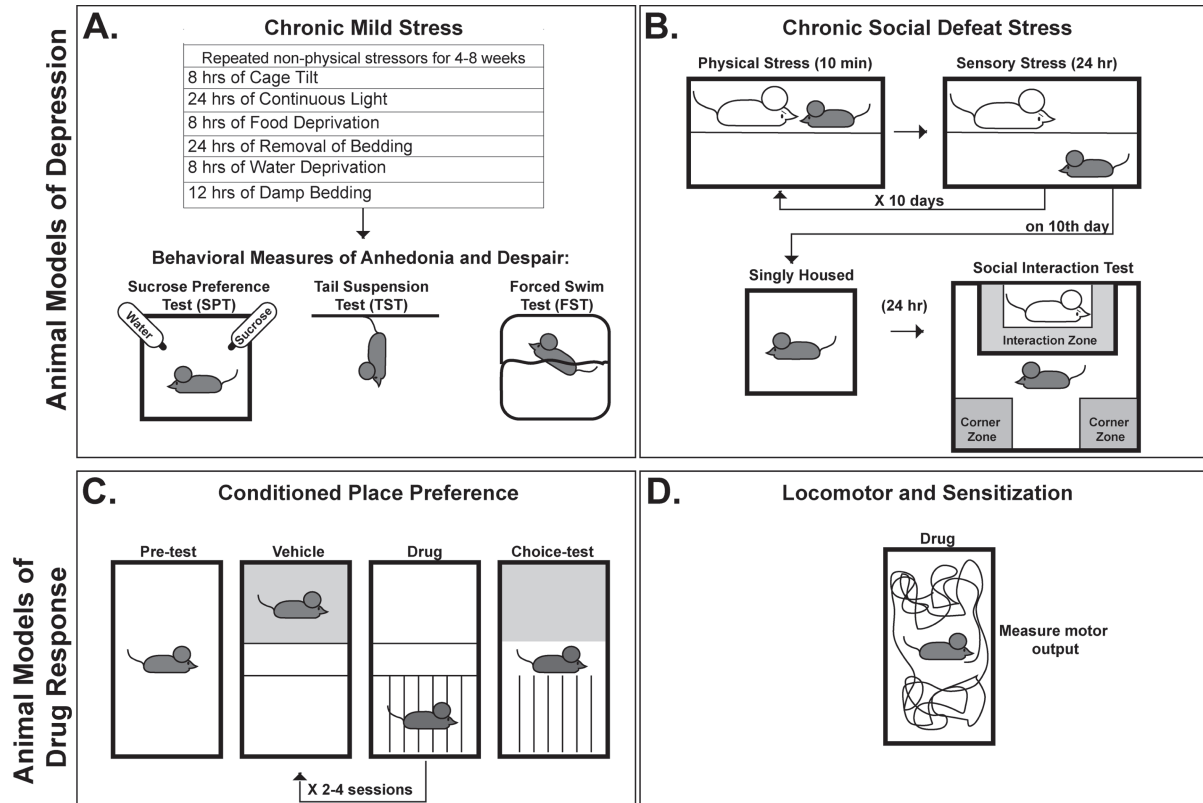 Animal Models of Depression
A.
Chronic Mild Stress
Repeated non-physical stressors for 4-8 weeks
8 hrs of Cage Tilt
24 hrs of Continuous Light
8 hrs of Food Deprivation
24 hrs of Removal of Bedding
8 hrs of Water Deprivation
12 hrs of Damp Bedding
Behavioral Measures of Anhedonia and Despair:
Sucrose Preference
Test (SPT)
Water
Sucrose
Tail Suspension
Test (TST)
Forced Swim
Test (FST)
B.
Chronic Social Defeat Stress
Physical Stress (10 min)
Sensory Stress (24 hr)
X 10 days
on 10th day
Singly Housed
(24 hr)
Social Interaction Test
Interaction Zone
Corner
Zone
Corner
Zone
Animal Models of
Drug Response
C.
Conditioned Place Preference
Pre-test
Vehicle
Drug
Choice-test
X 2-4 sessions
D.
Locomotor and Sensitization
Drug
Measure motor
output